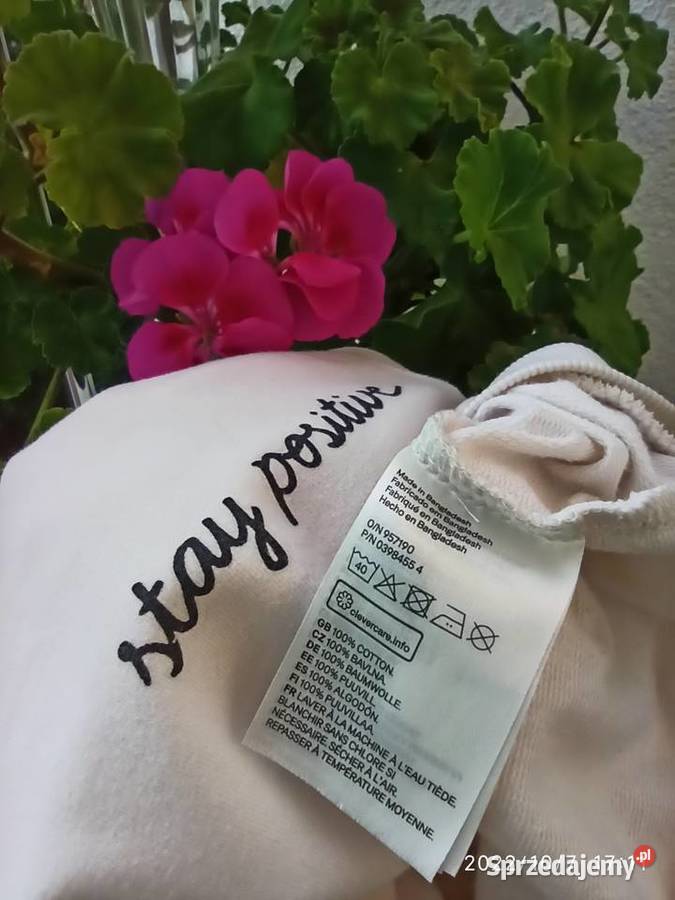 stay positive
Made in Bangladesh
Fabricado em Bangladesh
Fabriqué en Bangladesh
Hecho en Bangladesh
O/N 957190
P/N 0398455 4
40
clevercare.info
GB 100% COTTON.
CZ 100% BAVLNA.
DE 100% BAUMWOLLE.
EE 100% PUUVILL.
ES 100% ALGODÓN.
FI 100% PUUVILLAA.
FR LAVER À LA MACHINE À L'EAU TIÈDE.
BLANCHIR SANS CHLORE SI
NÉCESSAIRE. SÉCHER À L'AIR.
REPASSER À TEMPÉRATURE MOYENNE.
Sprzedajemy.pl